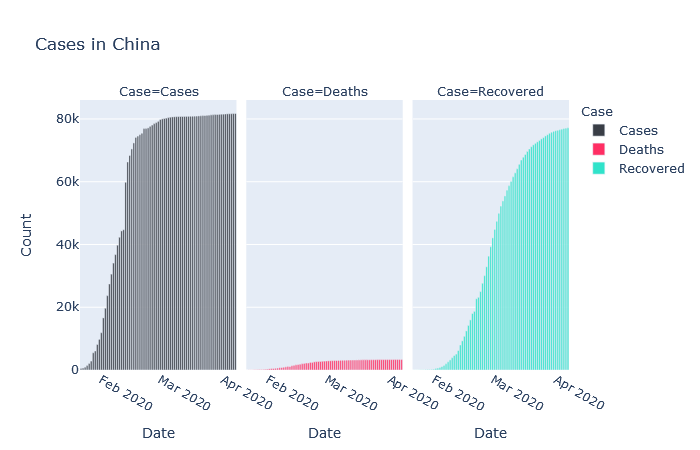 Cases in China
Case=Cases
Case=Deaths
Case=Recovered
Case
Cases
Deaths
Recovered
Count
80k
60k
40k
20k
0
Feb 2020
Mar 2020
Apr 2020
Feb 2020
Mar 2020
Apr 2020
Feb 2020
Mar 2020
Apr 2020
Date
Date
Date